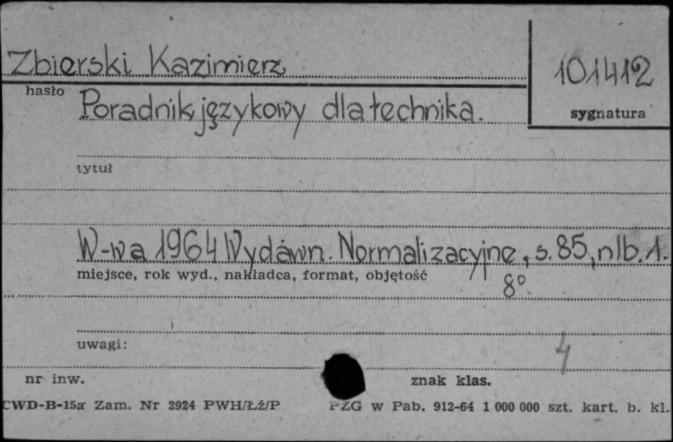 Zbierski Kazimierz
101412
hasło
sygnatura
Poradnik językowy dla technika.
tytuł
W-wa 1964 Wydawn. Normalizacyjne, s. 85, nlb. 1.
miejsce, rok wyd., nakładca, format, objętość
8°
uwagi:
4
nr inw.
znak klas.
CWD-B-15a Zam. Nr 2924 PWH/Łż/P
PZG w Pab. 912-64 1 000 000 szt. kart. b. kl.